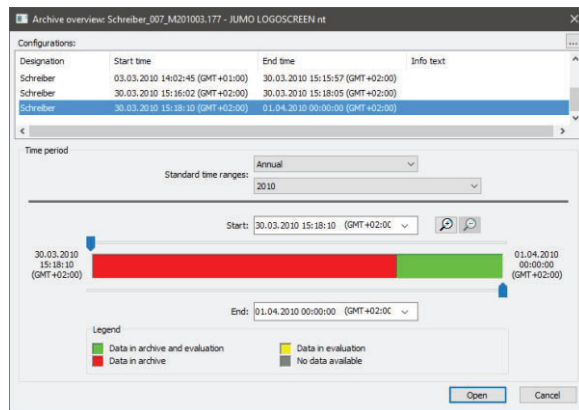 Archive overview: Schreiber_007_M201003.177 - JUMO LOGOSCREEN nt
Configurations:
...
Designation Start time End time Info text
Schreiber 03.03.2010 14:02:45 (GMT+01:00) 30.03.2010 15:15:57 (GMT+02:00)
Schreiber 30.03.2010 15:16:02 (GMT+02:00) 30.03.2010 15:18:05 (GMT+02:00)
Schreiber 30.03.2010 15:18:10 (GMT+02:00) 01.04.2010 00:00:00 (GMT+02:00)
Time period
Standard time ranges:
Annual
2010
Start: 30.03.2010 15:18:10 (GMT+02:0C
30.03.2010
15:18:10
(GMT+02:00)
01.04.2010
00:00:00
(GMT+02:00)
End: 01.04.2010 00:00:00 (GMT+02:0C
Legend
Data in archive and evaluation Data in evaluation
Data in archive No data available
Open Cancel